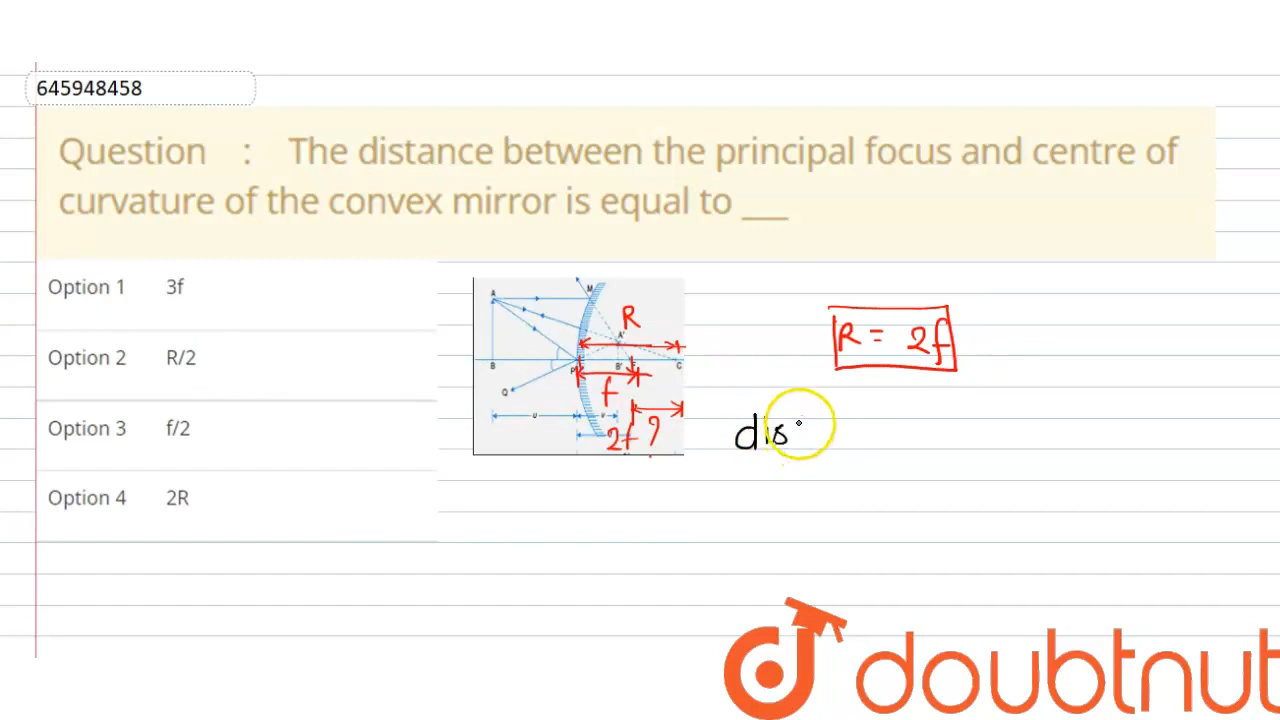 645948458
Question : The distance between the principal focus and centre of
curvature of the convex mirror is equal to ___
Option 1 3f
Option 2 R/2
Option 3 f/2
Option 4 2R
A
M
R
A'
B
P
B'
F
C
f
Q
u
v
2f ?
R = 2f
dis
doubtnut